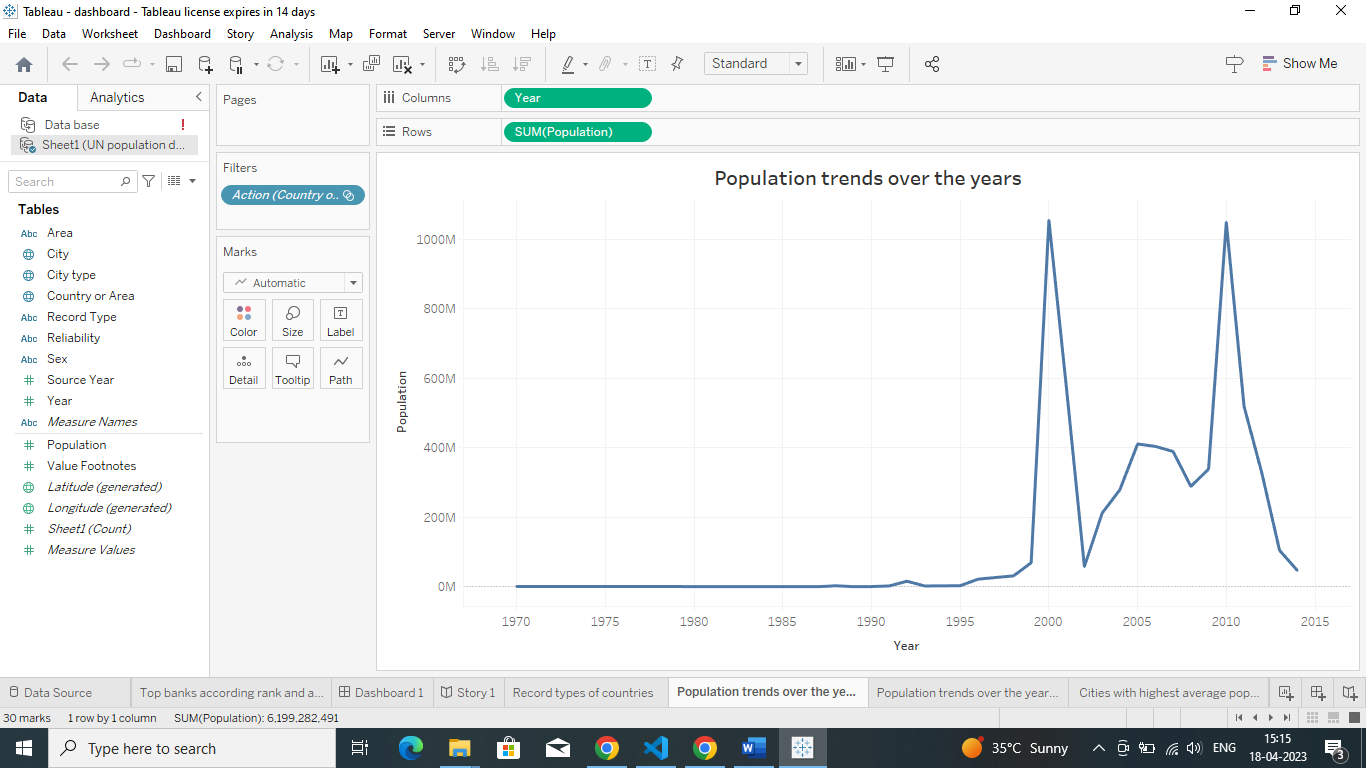 Tableau - dashboard - Tableau license expires in 14 days
File Data Worksheet Dashboard Story Analysis Map Format Server Window Help
Standard
Show Me
Data Analytics
Data base
Sheet1 (UN population d...
Search
Tables
Area
City
City type
Country or Area
Record Type
Reliability
Sex
Source Year
Year
Measure Names
Population
Value Footnotes
Latitude (generated)
Longitude (generated)
Sheet1 (Count)
Measure Values
Abc
Abc
Abc
Abc
Abc
Pages
Filters
Action (Country o..
Marks
Automatic
Color Size Label
Detail Tooltip Path
Columns Year
Rows SUM(Population)
Population trends over the years
Population
1000M
800M
600M
400M
200M
0M
1970 1975 1980 1985 1990 1995 2000 2005 2010 2015
Year
Data Source Top banks according rank and a... Dashboard 1 Story 1 Record types of countries Population trends over the ye... Population trends over the year... Cities with highest average pop...
30 marks 1 row by 1 column SUM(Population): 6,199,282,491
Type here to search
35°C Sunny
ENG
15:15
18-04-2023
3